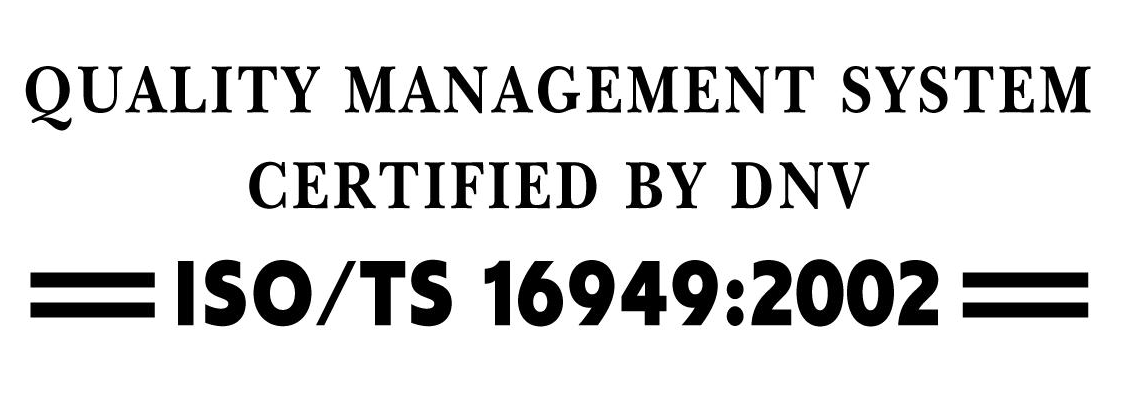 QUALITY MANAGEMENT SYSTEM
CERTIFIED BY DNV
ISO/TS 16949:2002